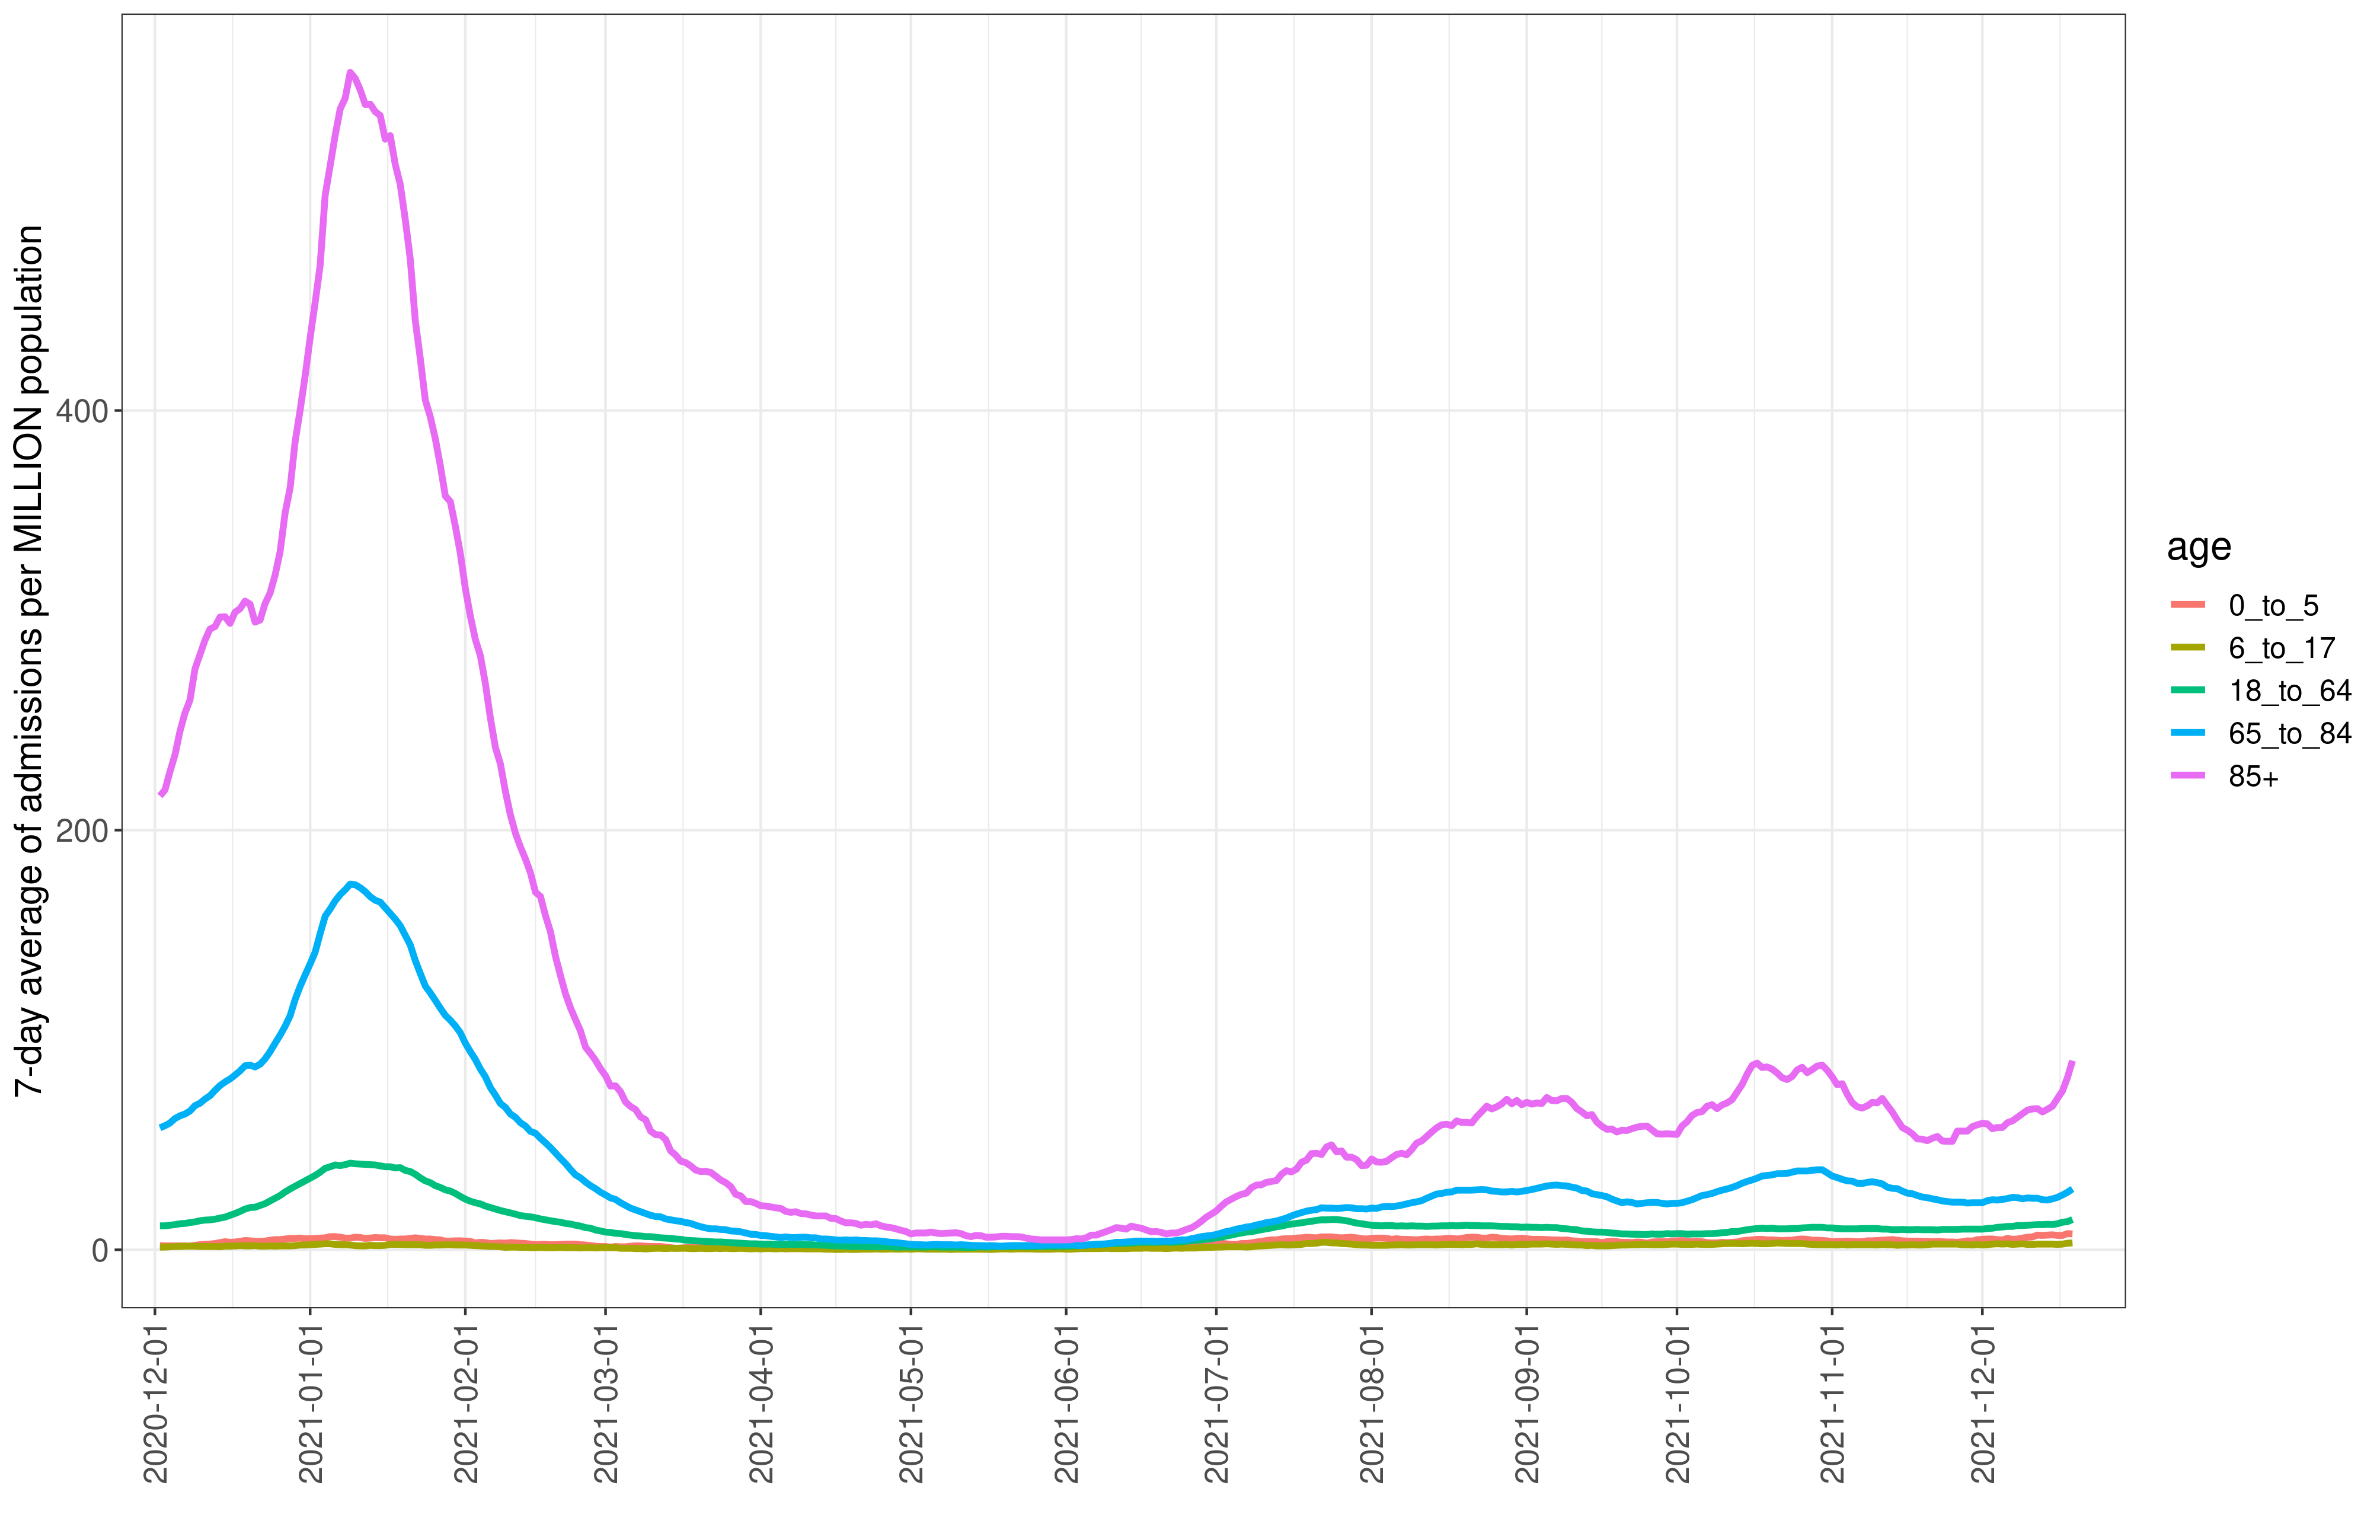 7-day average of admissions per MILLION population
400
200
0
2020-12-01
2021-01-01
2021-02-01
2021-03-01
2021-04-01
2021-05-01
2021-06-01
2021-07-01
2021-08-01
2021-09-01
2021-10-01
2021-11-01
2021-12-01
age
0_to_5
6_to_17
18_to_64
65_to_84
85+